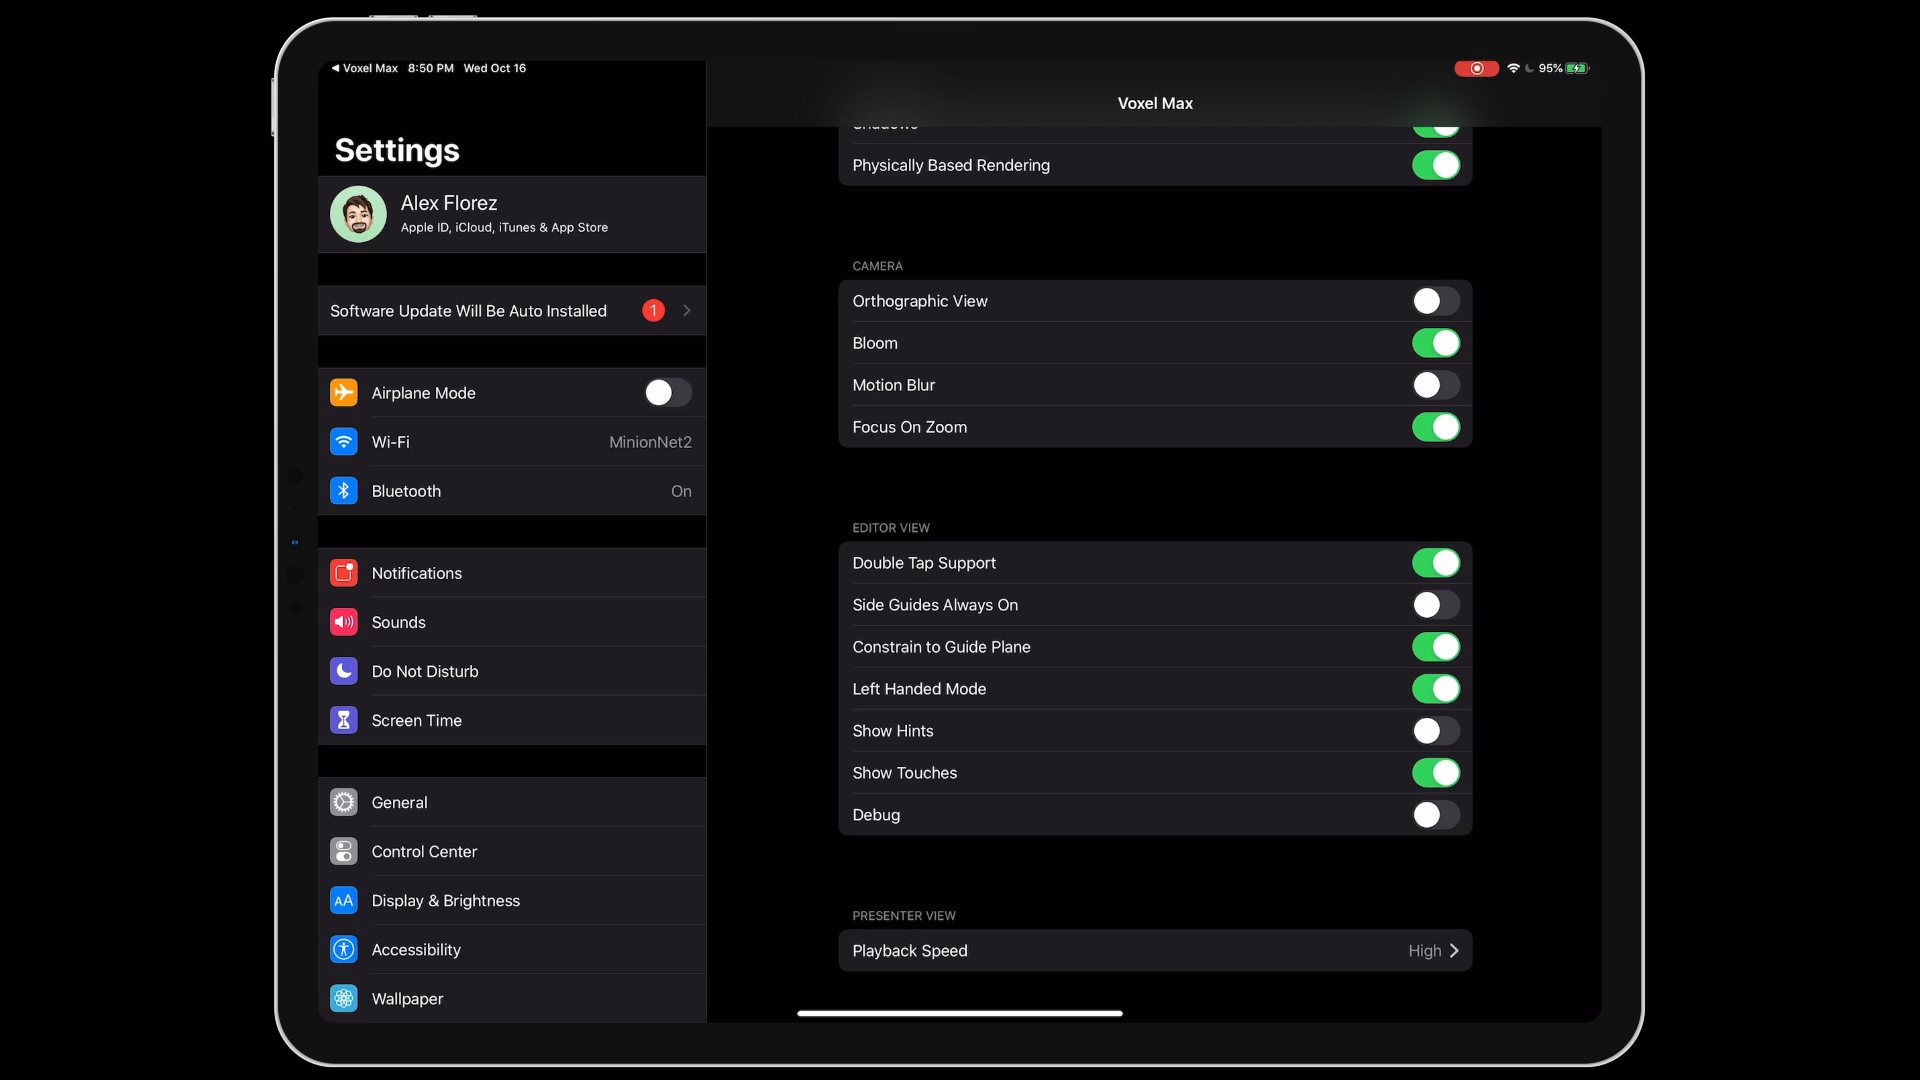 ◀ Voxel Max 8:50 PM Wed Oct 16
95%
Settings
Alex Florez
Apple ID, iCloud, iTunes & App Store
Software Update Will Be Auto Installed 1
Airplane Mode
Wi-Fi MinionNet2
Bluetooth On
Notifications
Sounds
Do Not Disturb
Screen Time
General
Control Center
AA Display & Brightness
Accessibility
Wallpaper
Voxel Max
Shadows
Physically Based Rendering
CAMERA
Orthographic View
Bloom
Motion Blur
Focus On Zoom
EDITOR VIEW
Double Tap Support
Side Guides Always On
Constrain to Guide Plane
Left Handed Mode
Show Hints
Show Touches
Debug
PRESENTER VIEW
Playback Speed High